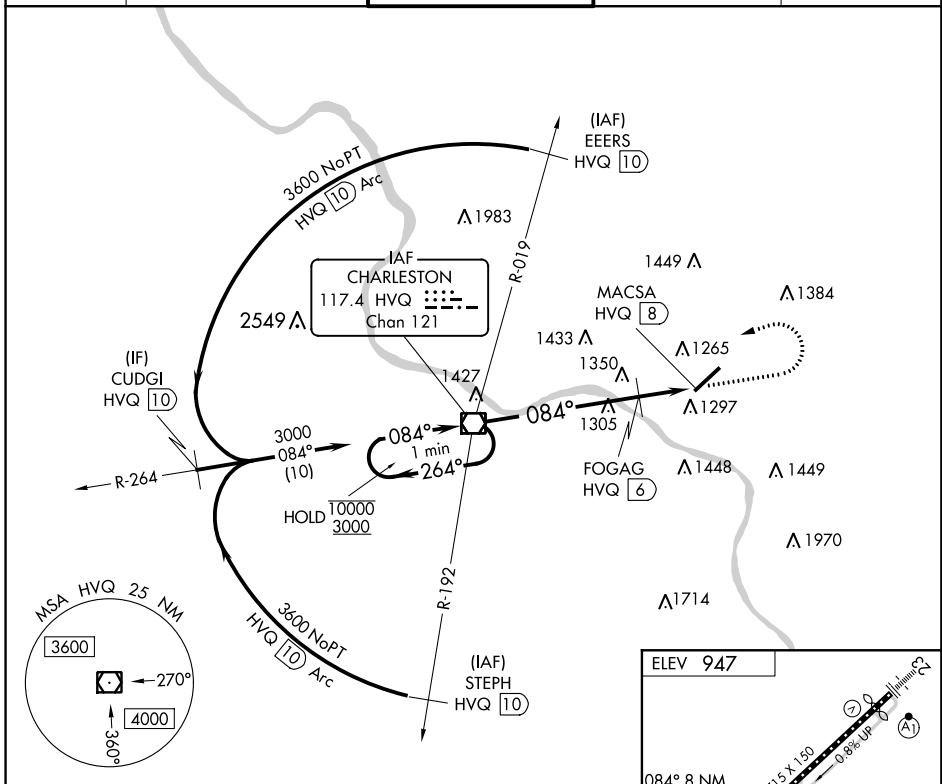 (IAF)
EEERS
HVQ 10
3600 NoPT
HVQ 10 Arc
1983
R-019
IAF
CHARLESTON
117.4 HVQ
Chan 121
1449
MACSA
HVQ 8
1384
2549
1433
1265
1350
(IF)
CUDGI
HVQ 10
1427
084°
1297
1305
3000
084°
(10)
084°
1 min
264°
R-264
FOGAG
HVQ 6
1448
1449
HOLD 10000
3000
1970
R-192
1714
3600 NoPT
HVQ 10 Arc
MSA HVQ 25 NM
3600
270°
4000
360°
(IAF)
STEPH
HVQ 10
ELEV 947
23
V
A1
0.8% UP
15 X 150
084° 8 NM